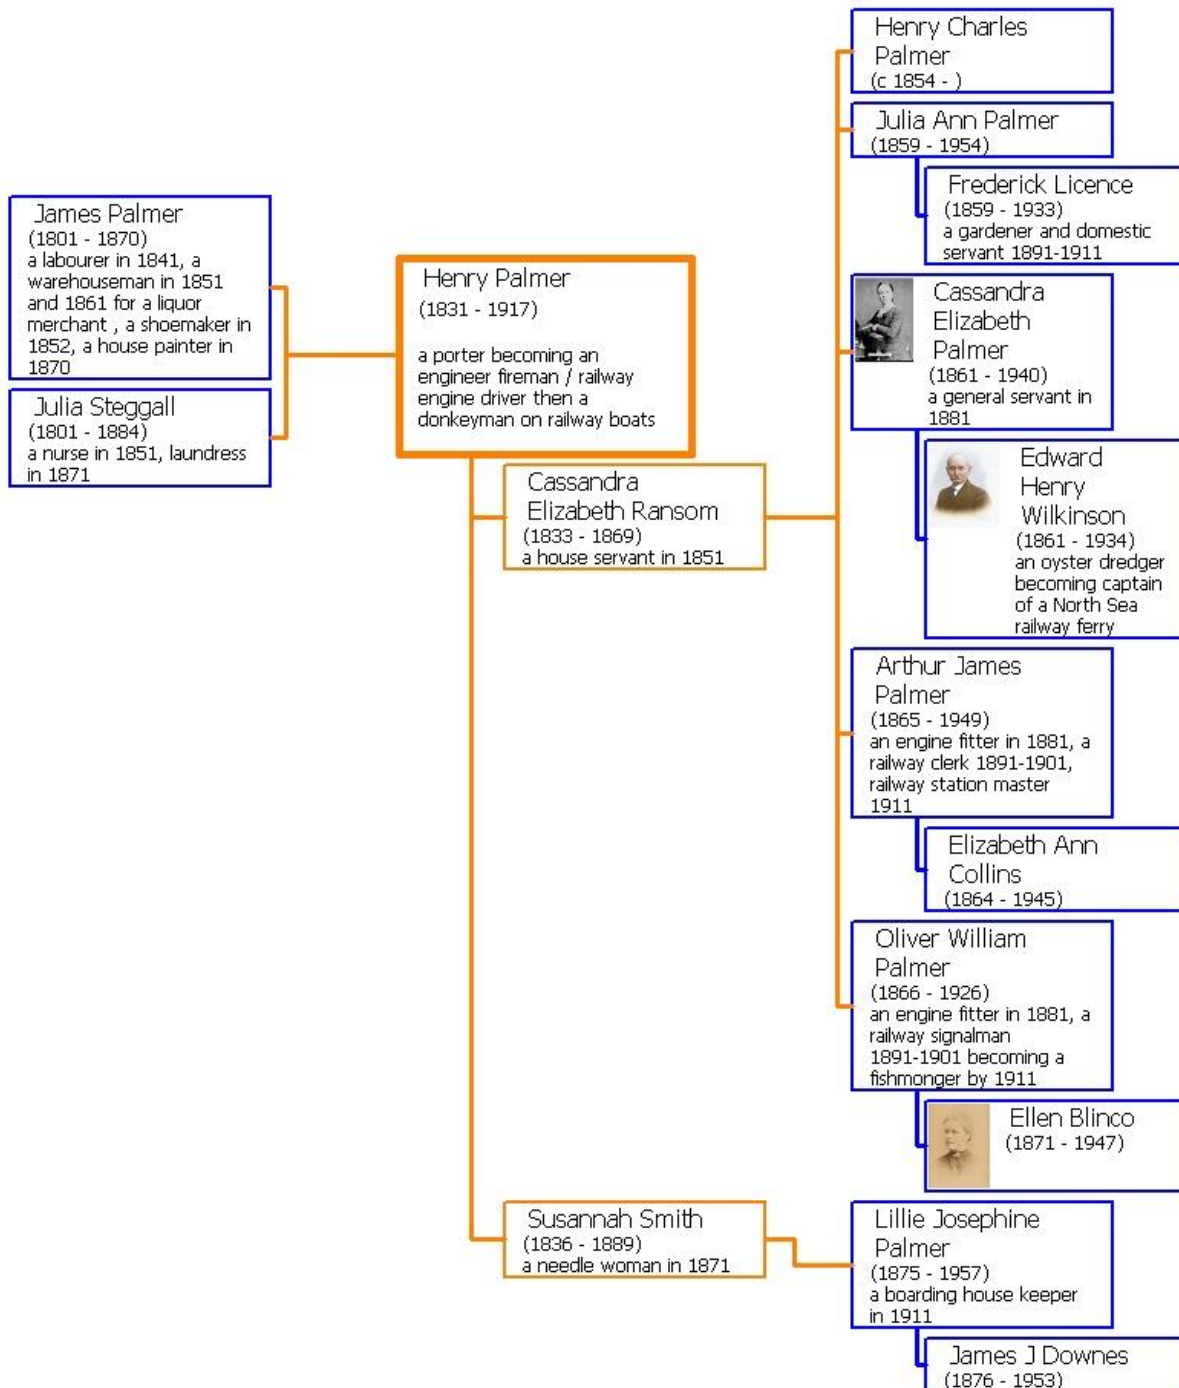 James Palmer
(1801 - 1870)
a labourer in 1841, a
warehouseman in 1851
and 1861 for a liquor
merchant , a shoemaker in
1852, a house painter in
1870
Julia Steggall
(1801 - 1884)
a nurse in 1851, laundress
in 1871
Henry Palmer
(1831 - 1917)
a porter becoming an
engineer fireman / railway
engine driver then a
donkeyman on railway boats
Cassandra
Elizabeth Ransom
(1833 - 1869)
a house servant in 1851
Susannah Smith
(1836 - 1889)
a needle woman in 1871
Henry Charles
Palmer
(c 1854 - )
Julia Ann Palmer
(1859 - 1954)
Frederick Licence
(1859 - 1933)
a gardener and domestic
servant 1891-1911
Cassandra
Elizabeth
Palmer
(1861 - 1940)
a general servant in
1881
Edward
Henry
Wilkinson
(1861 - 1934)
an oyster dredger
becoming captain
of a North Sea
railway ferry
Arthur James
Palmer
(1865 - 1949)
an engine fitter in 1881, a
railway clerk 1891-1901,
railway station master
1911
Elizabeth Ann
Collins
(1864 - 1945)
Oliver William
Palmer
(1866 - 1926)
an engine fitter in 1881, a
railway signalman
1891-1901 becoming a
fishmonger by 1911
Ellen Blinco
(1871 - 1947)
Lillie Josephine
Palmer
(1875 - 1957)
a boarding house keeper
in 1911
James J Downes
(1876 - 1953)